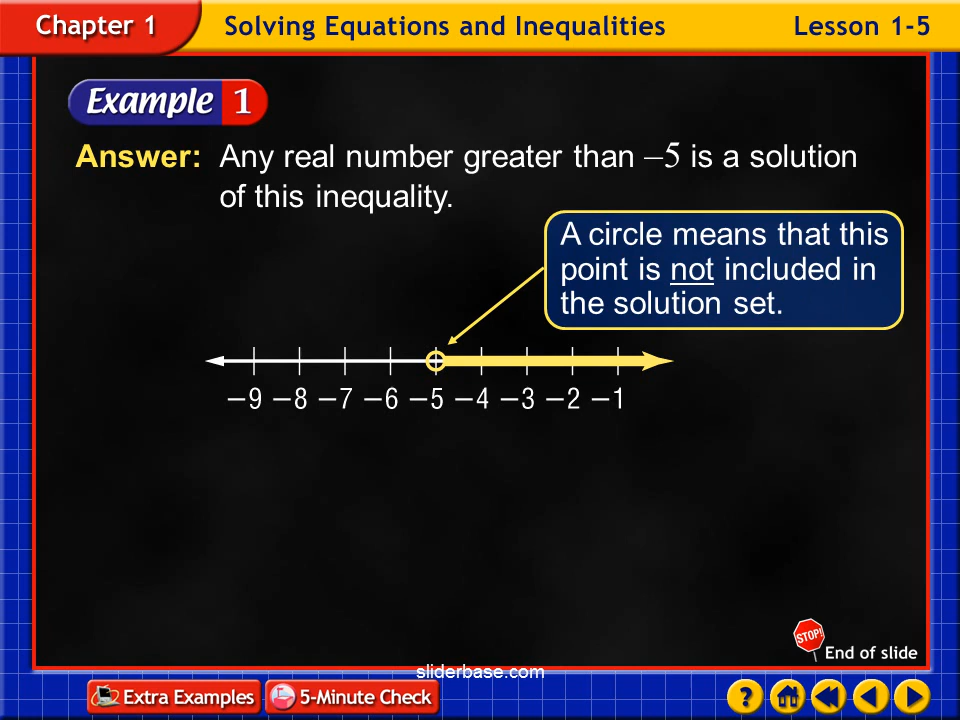 Chapter 1 Solving Equations and Inequalities Lesson 1-5
Example 1
Answer: Any real number greater than –5 is a solution
of this inequality.
A circle means that this
point is not included in
the solution set.
−9 −8 −7 −6 −5 −4 −3 −2 −1
STOP!
End of slide
sliderbase.com
Extra Examples 5-Minute Check ?